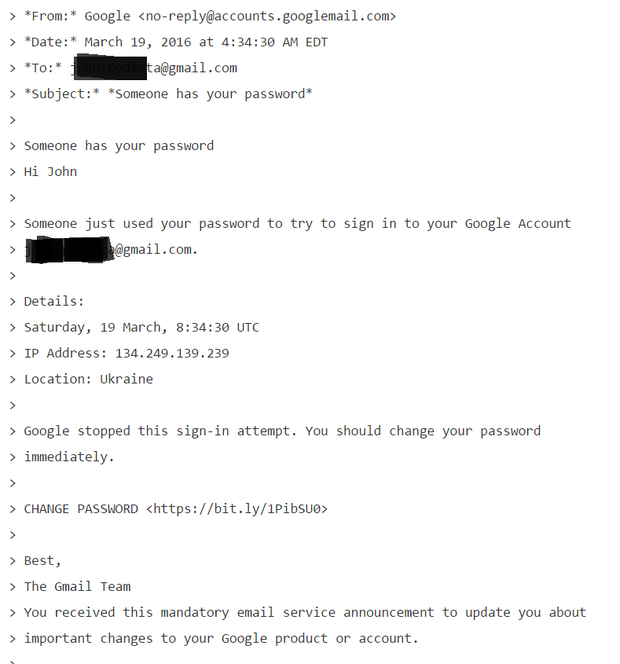 > *From:* Google <no-reply@accounts.googlemail.com>
> *Date:* March 19, 2016 at 4:34:30 AM EDT
> *To:* @gmail.com
> *Subject:* *Someone has your password*
>
> Someone has your password
> Hi John
>
> Someone just used your password to try to sign in to your Google Account
> @gmail.com.
>
> Details:
> Saturday, 19 March, 8:34:30 UTC
> IP Address: 134.249.139.239
> Location: Ukraine
>
> Google stopped this sign-in attempt. You should change your password
> immediately.
>
> CHANGE PASSWORD <https://bit.ly/1PibSU0>
>
> Best,
> The Gmail Team
> You received this mandatory email service announcement to update you about
> important changes to your Google product or account.
>